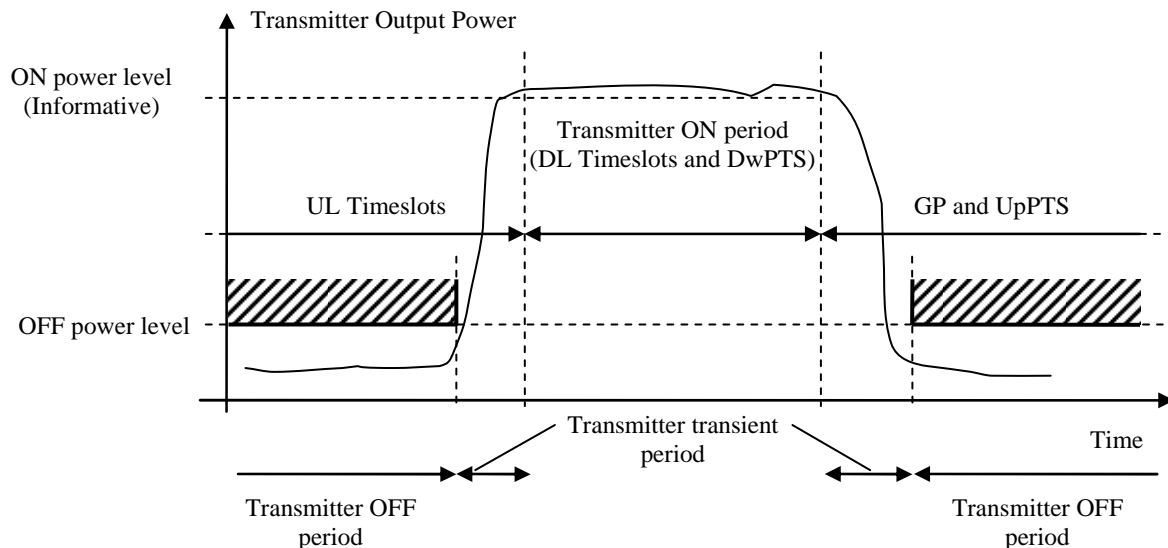 Transmitter Output Power
ON power level
(Informative)
Transmitter ON period
(DL Timeslots and DwPTS)
UL Timeslots
GP and UpPTS
OFF power level
Transmitter transient
period
Time
Transmitter OFF
period
Transmitter OFF
period